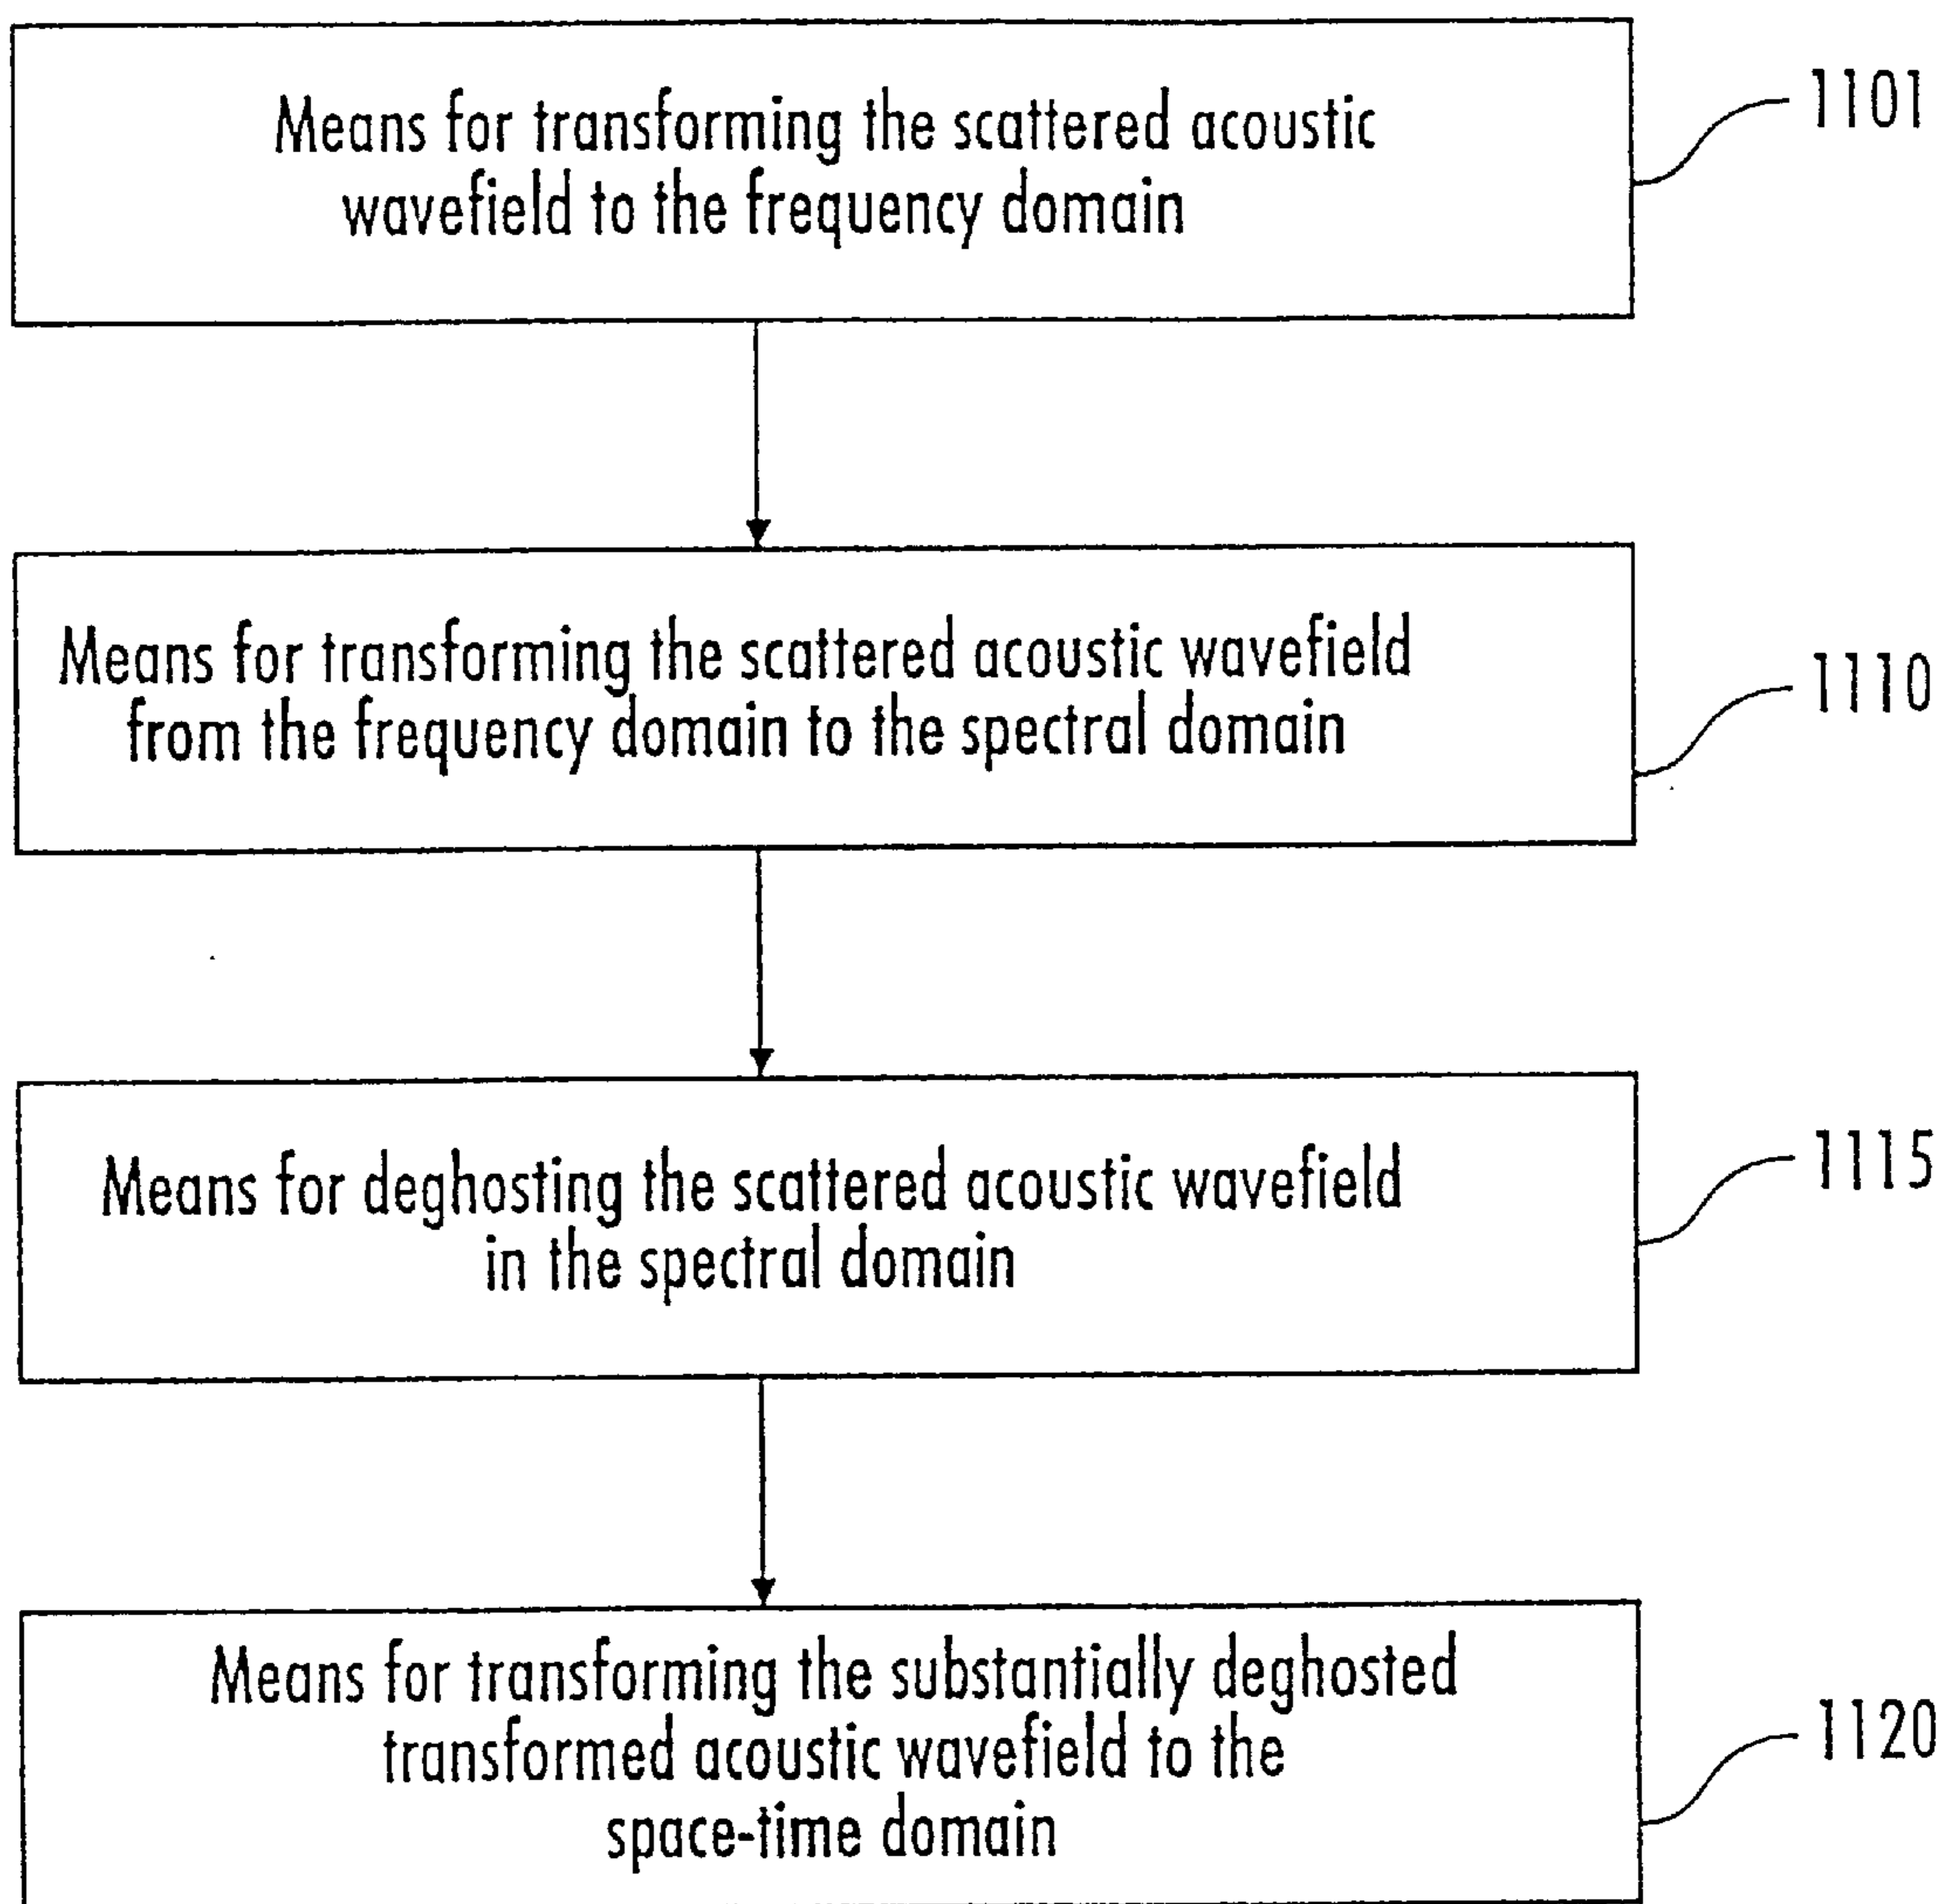 Means for transforming the scattered acoustic
wavefield to the frequency domain
1101
Means for transforming the scattered acoustic wavefield
from the frequency domain to the spectral domain
1110
Means for deghosting the scattered acoustic wavefield
in the spectral domain
1115
Means for transforming the substantially deghosted
transformed acoustic wavefield to the
space-time domain
1120